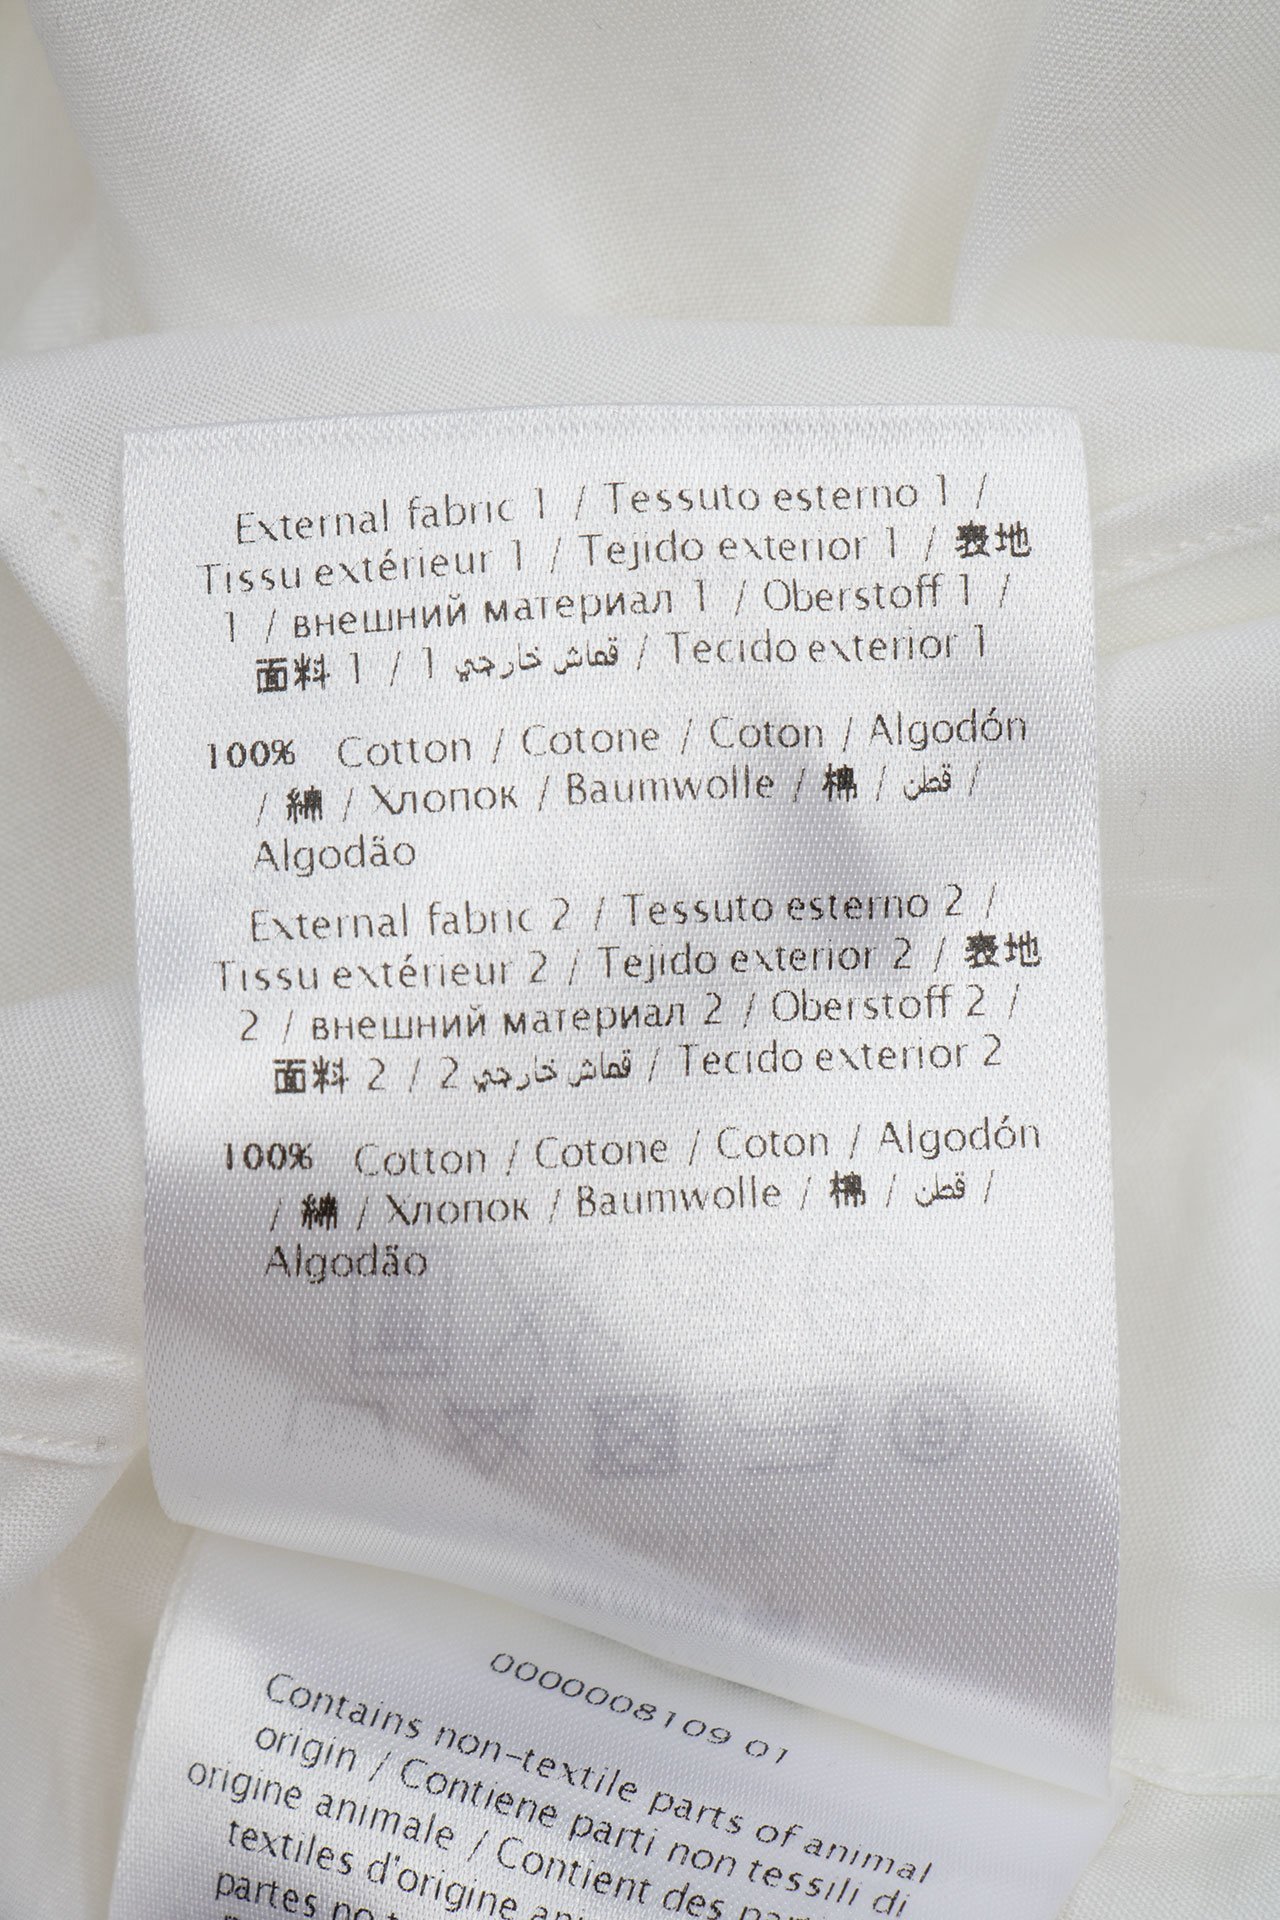 External fabric 1 / Tessuto esterno 1 /
Tissu extérieur 1 / Tejido exterior 1 / 表地
1 / внешний материал 1 / Oberstoff 1 /
面料 1 / 1 قماش خارجي / Tecido exterior 1
100% Cotton / Cotone / Coton / Algodón
/ 綿 / Хлопок / Baumwolle / 棉 / قطن /
Algodão
External fabric 2 / Tessuto esterno 2 /
Tissu extérieur 2 / Tejido exterior 2 / 表地
2 / внешний материал 2 / Oberstoff 2 /
面料 2 / 2 قماش خارجي / Tecido exterior 2
100% Cotton / Cotone / Coton / Algodón
/ 綿 / Хлопок / Baumwolle / 棉 / قطن /
Algodão
0000008109 01
Contains non-textile parts of animal
origin / Contiene parti non tessili di
origine animale / Contient des
textiles d'origine
partes no